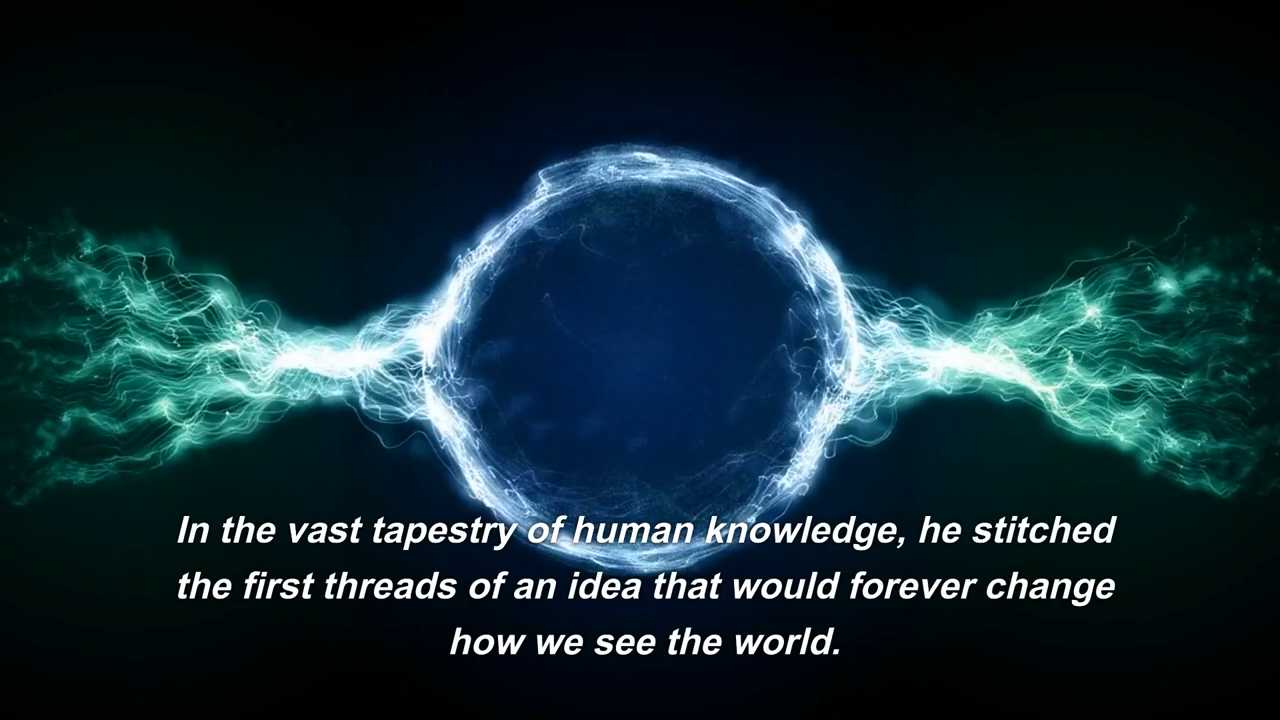 In the vast tapestry of human knowledge, he stitched
the first threads of an idea that would forever change
how we see the world.